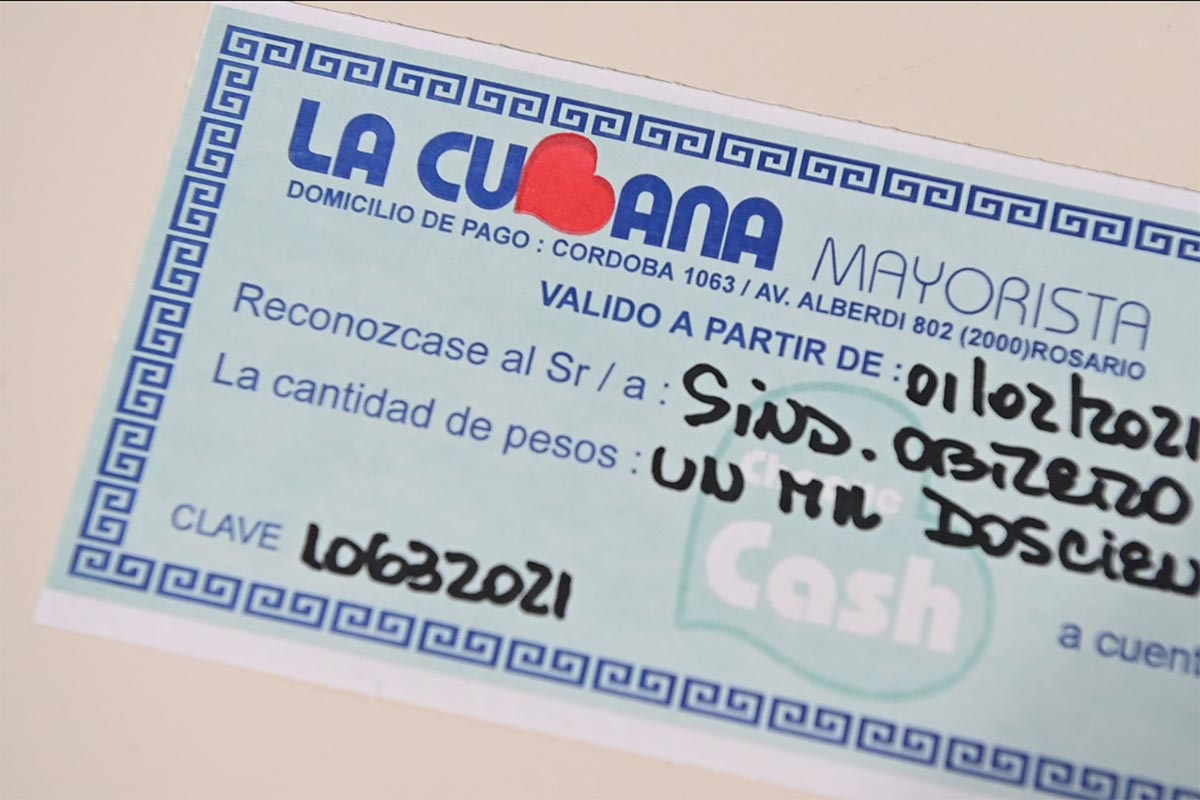 LA CUBANA MAYORISTA
DOMICILIO DE PAGO : CORDOBA 1063 / AV. ALBERDI 802 (2000)ROSARIO
VALIDO A PARTIR DE : 01/02/2021
Reconozcase al Sr / a : SIND. OBRERO
La cantidad de pesos : UN MIL DOSCIEN
Cash
CLAVE 10632021
a cuent